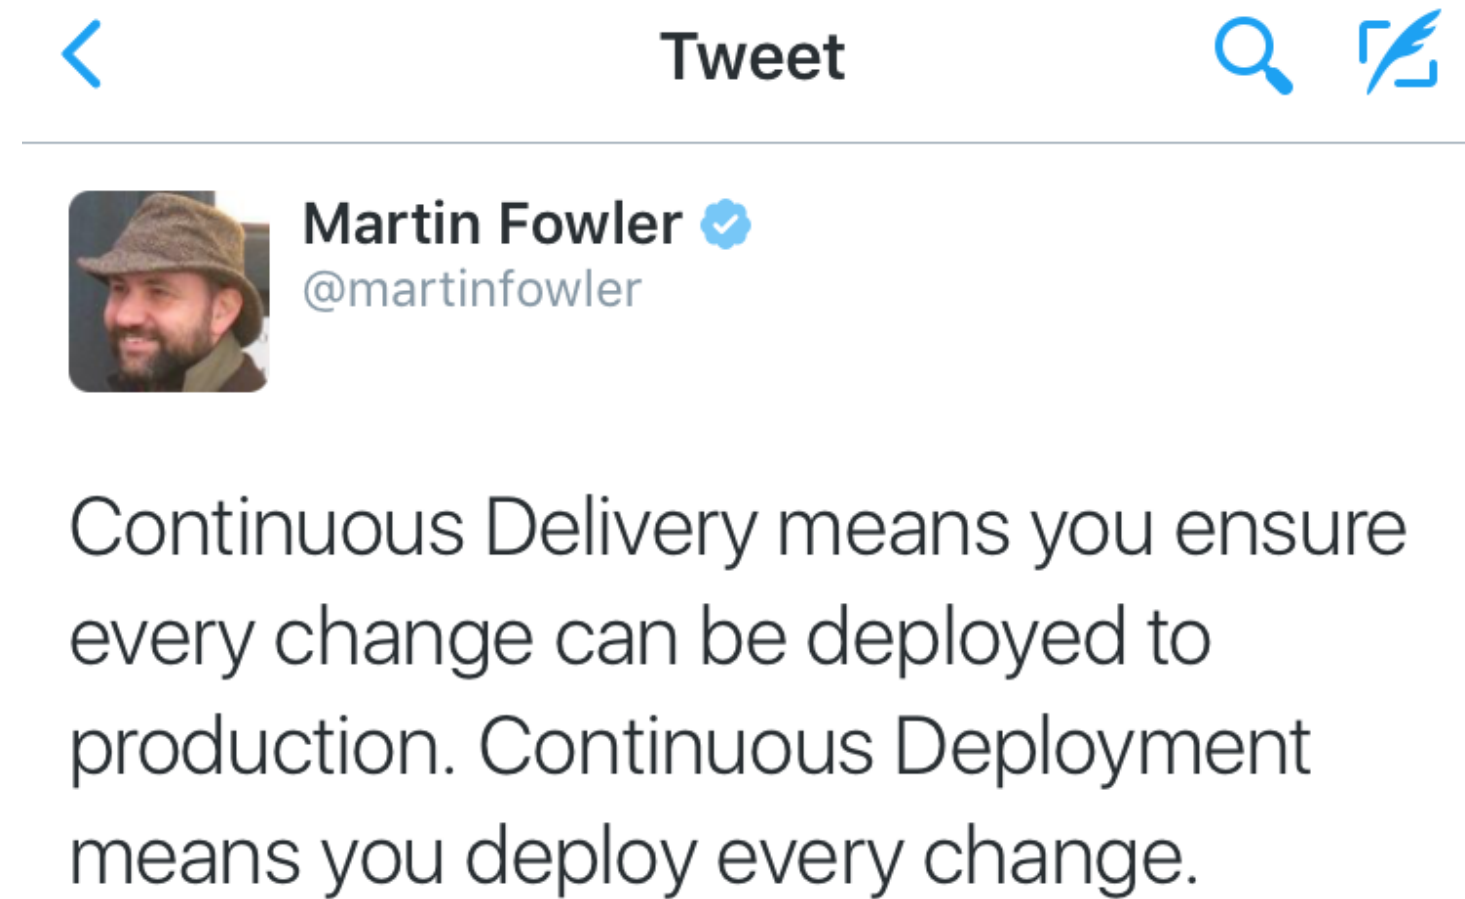 Tweet
Martin Fowler
@martinfowler
Continuous Delivery means you ensure
every change can be deployed to
production. Continuous Deployment
means you deploy every change.